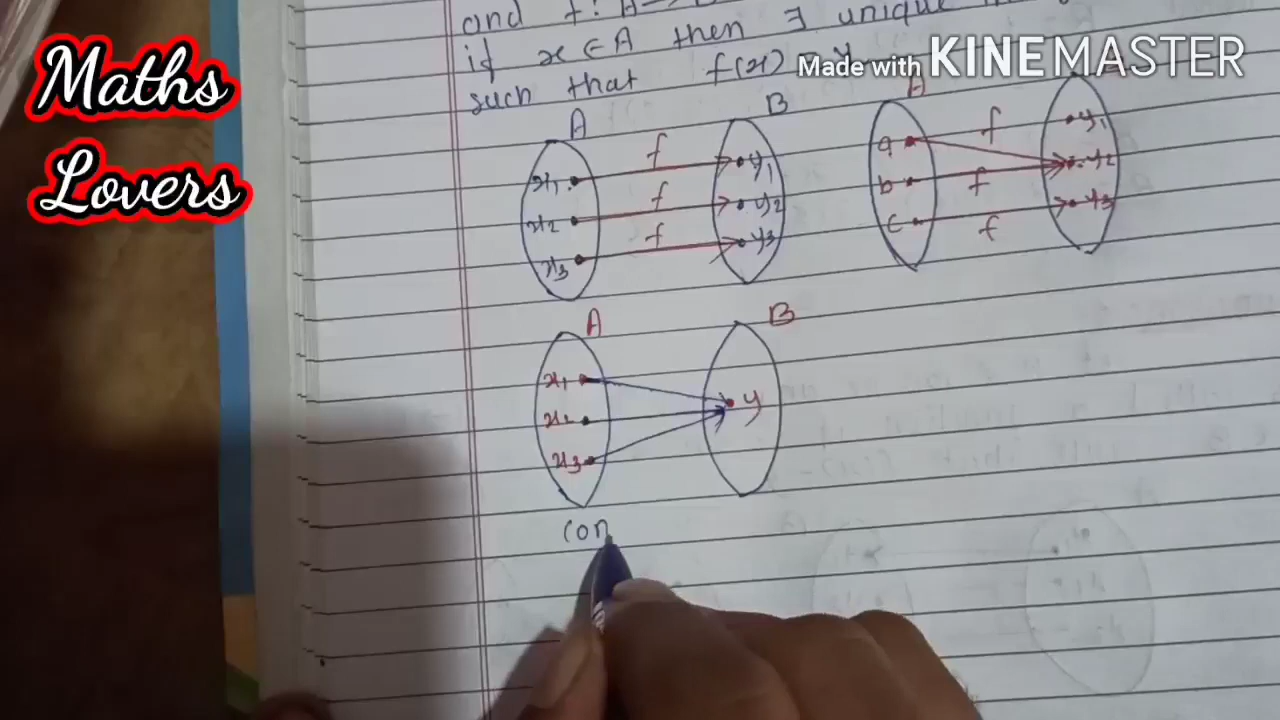 Maths
Lovers
Made with KINEMASTER
and f: A
if x ∈ A then ∃ unique
such that f(x) = y
A
B
x1 f y1
x2 f y2
x3 f y3
A
a f y1
b f y2
c f y3
A
B
x1
x2 y
x3
(on